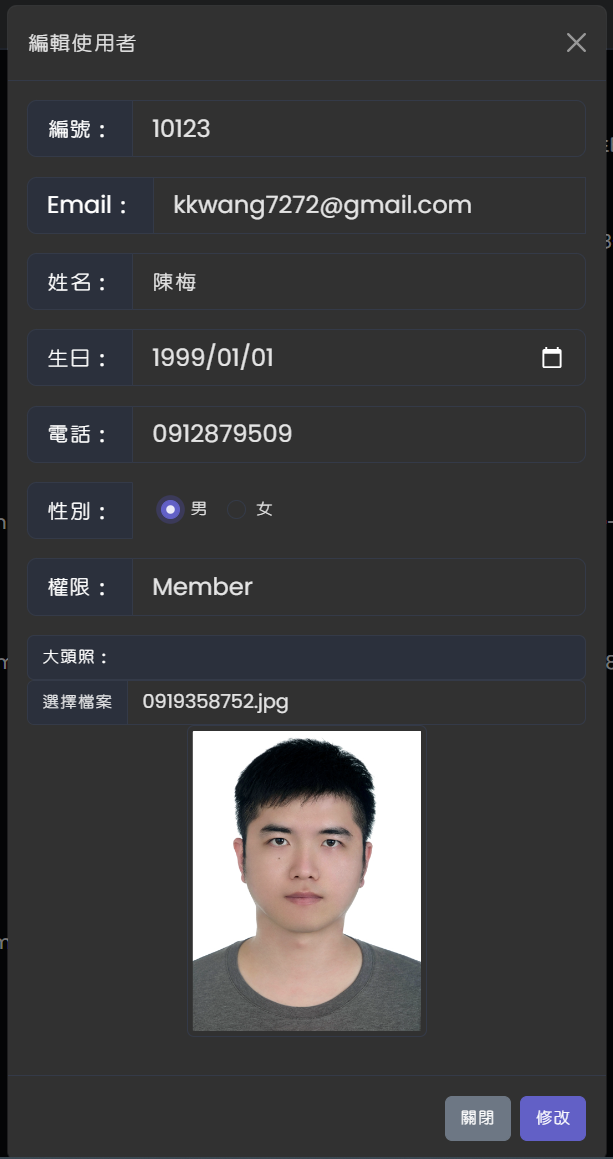 編輯使用者
編號：
10123
Email：
kkwang7272@gmail.com
姓名：
陳梅
生日：
1999/01/01
電話：
0912879509
性別：
男 女
權限：
Member
大頭照：
選擇檔案 0919358752.jpg
關閉 修改